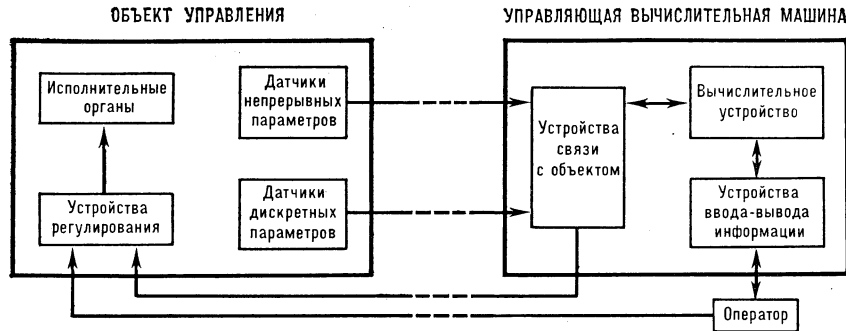 ОБЪЕКТ УПРАВЛЕНИЯ
УПРАВЛЯЮЩАЯ ВЫЧИСЛИТЕЛЬНАЯ МАШИНА
Исполнительные
органы
Датчики
непрерывных
параметров
Устройства
регулирования
Датчики
дискретных
параметров
Устройства
связи
с объектом
Вычислительное
устройство
Устройства
ввода-вывода
информации
Оператор